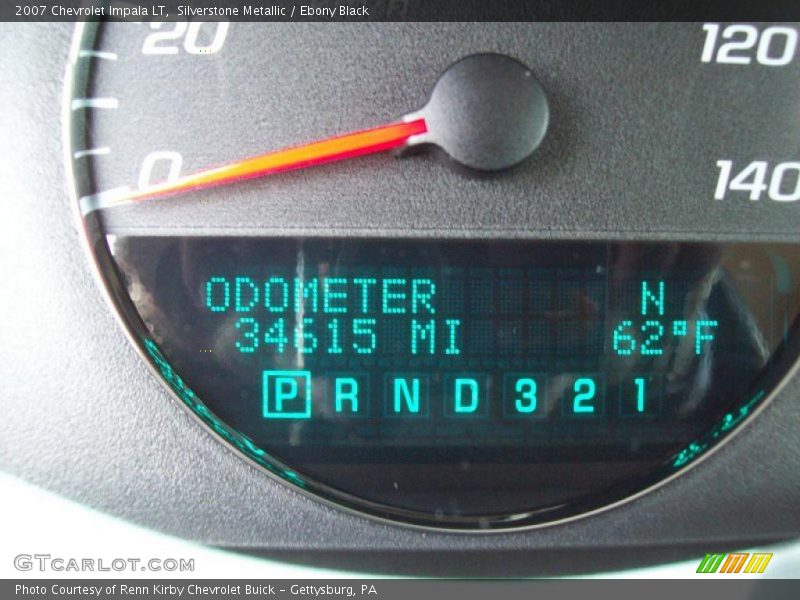 2007 Chevrolet Impala LT, Silverstone Metallic / Ebony Black
20
120
0
140
ODOMETER N
34615 MI 62°F
P R N D 3 2 1
GTCARLOT.COM
Photo Courtesy of Renn Kirby Chevrolet Buick - Gettysburg, PA